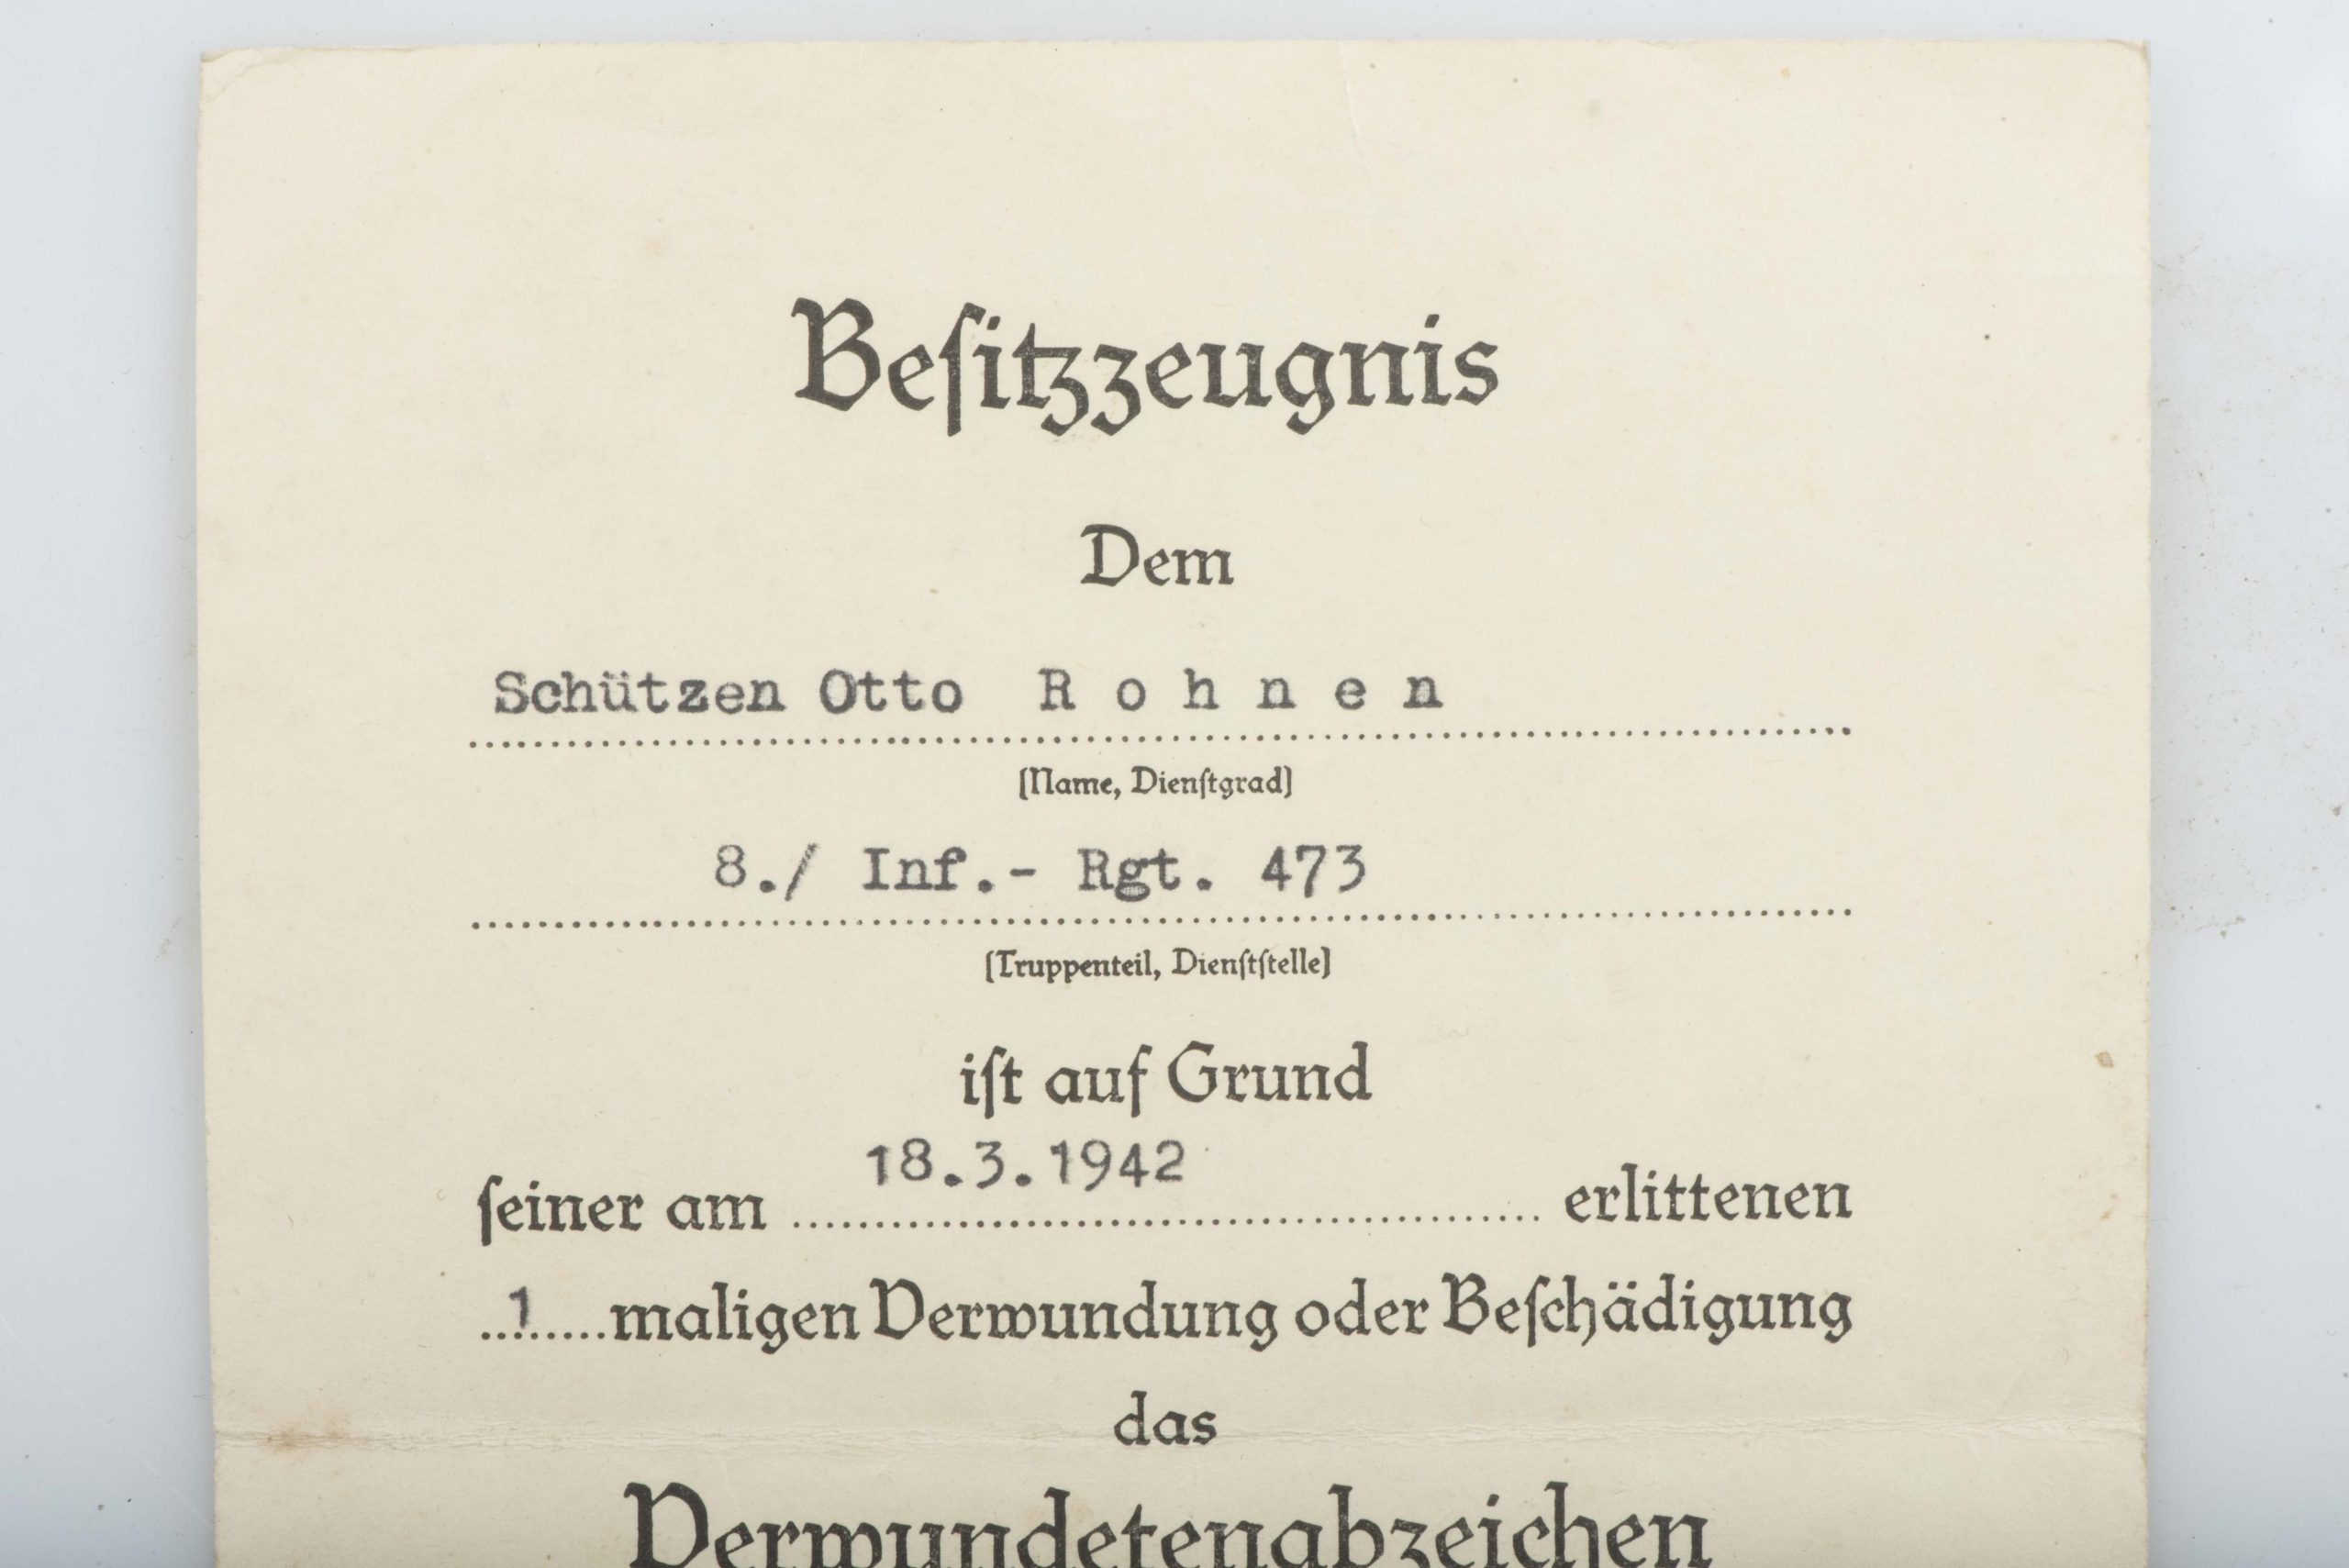 Beſitzzeugnis
Dem
Schützen Otto R o h n e n
(Name, Dienſtgrad)
8./ Inf.- Rgt. 473
(Truppenteil, Dienſtſtelle)
iſt auf Grund
ſeiner am 18.3.1942 erlittenen
1 maligen Verwundung oder Beſchädigung
das
Verwundetenabzeichen